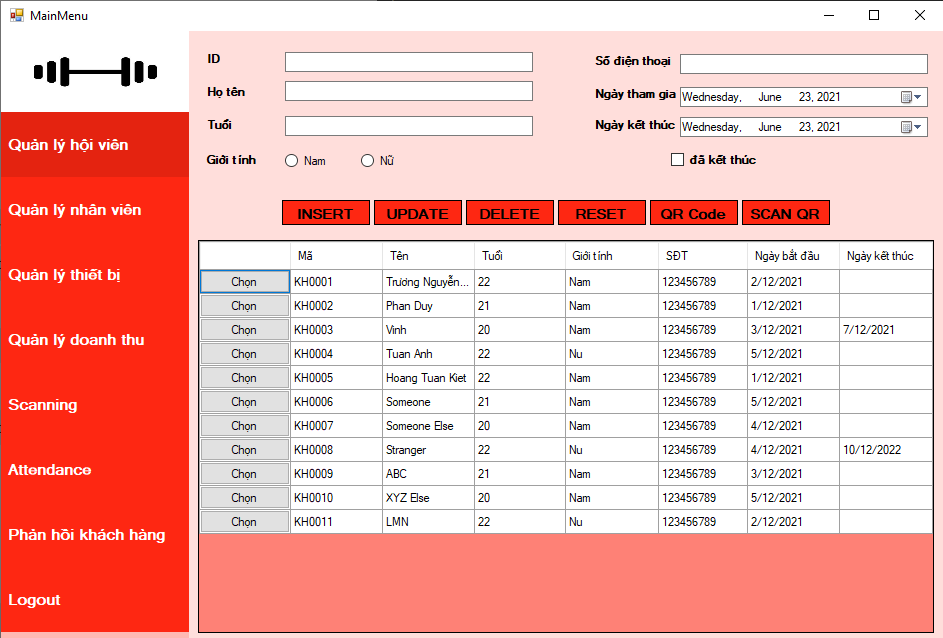 MainMenu
ID
Họ tên
Tuổi
Giới tính
Nam
Nữ
Số điện thoại
Ngày tham gia
Wednesday, June 23, 2021
Ngày kết thúc
Wednesday, June 23, 2021
đã kết thúc
Quản lý hội viên
Quản lý nhân viên
Quản lý thiết bị
Quản lý doanh thu
Scanning
Attendance
Phản hồi khách hàng
Logout
INSERT UPDATE DELETE RESET QR Code SCAN QR
Mã Tên Tuổi Giới tính SĐT Ngày bắt đầu Ngày kết thúc
Chọn KH0001 Trương Nguyễn... 22 Nam 123456789 2/12/2021
Chọn KH0002 Phan Duy 21 Nam 123456789 1/12/2021
Chọn KH0003 Vinh 20 Nam 123456789 3/12/2021 7/12/2021
Chọn KH0004 Tuan Anh 22 Nu 123456789 5/12/2021
Chọn KH0005 Hoang Tuan Kiet 22 Nam 123456789 1/12/2021
Chọn KH0006 Someone 21 Nam 123456789 5/12/2021
Chọn KH0007 Someone Else 20 Nam 123456789 4/12/2021
Chọn KH0008 Stranger 22 Nu 123456789 4/12/2021 10/12/2022
Chọn KH0009 ABC 21 Nam 123456789 3/12/2021
Chọn KH0010 XYZ Else 20 Nam 123456789 5/12/2021
Chọn KH0011 LMN 22 Nu 123456789 2/12/2021